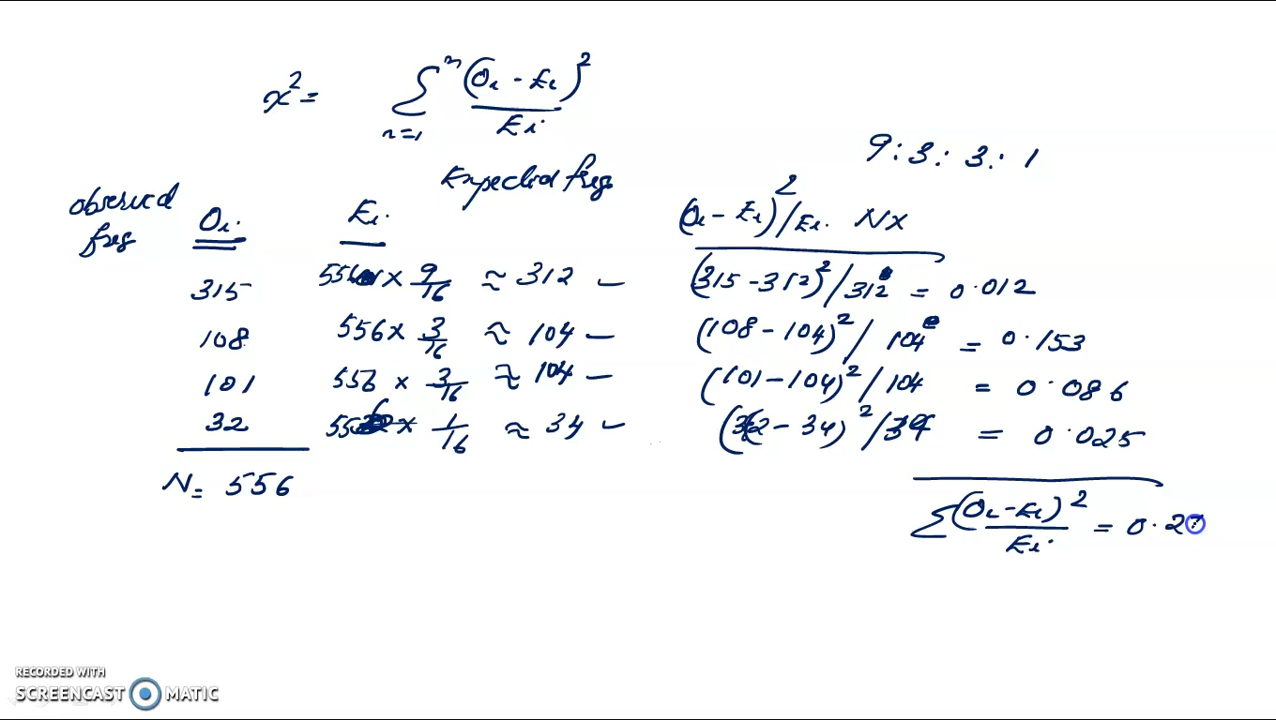 x² = Σ n=1 n (Oi - Ei)² / Ei
9 : 3 : 3 : 1
Expected freq
observed freq Oi Ei (Oi - Ei)²/Ei
315 556 × 9/16 ≈ 312 (315 - 312)²/312 = 0.012
108 556 × 3/16 ≈ 104 (108 - 104)²/104 = 0.153
101 556 × 3/16 ≈ 104 (101 - 104)²/104 = 0.086
32 556 × 1/16 ≈ 34 (32 - 34)²/34 = 0.025
N = 556
Σ (Oi - Ei)² / Ei = 0.27
RECORDED WITH
SCREENCAST MATIC